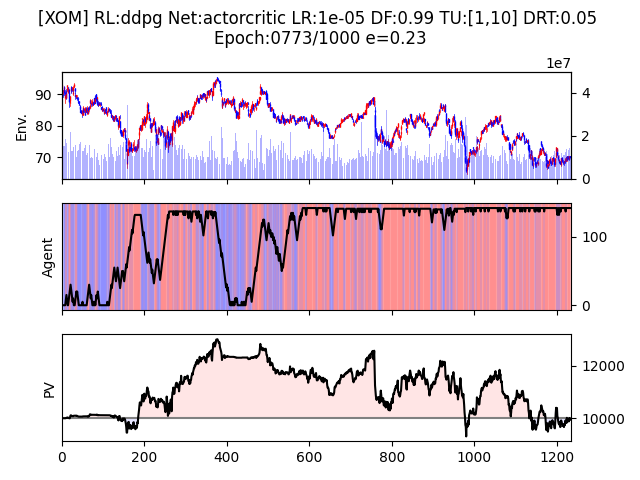 [XOM] RL:ddpg Net:actorcritic LR:1e-05 DF:0.99 TU:[1,10] DRT:0.05
Epoch:0773/1000 e=0.23
1e7
90
80
70
Env.
4
2
0
Agent
100
0
PV
12000
10000
0
200
400
600
800
1000
1200